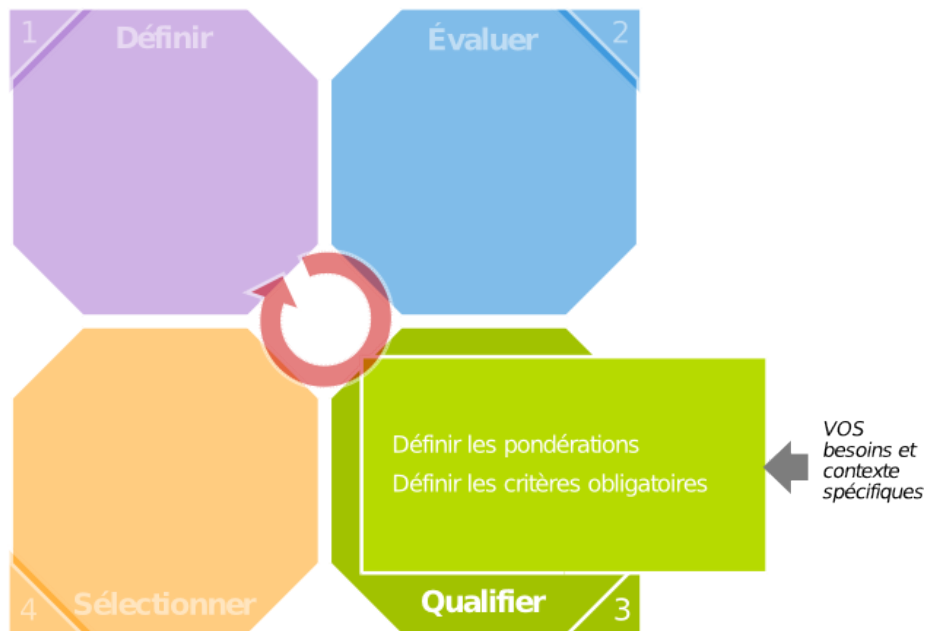 1
Définir
Évaluer
2
Définir les pondérations
Définir les critères obligatoires
VOS
besoins et
contexte
spécifiques
4
Sélectionner
Qualifier
3